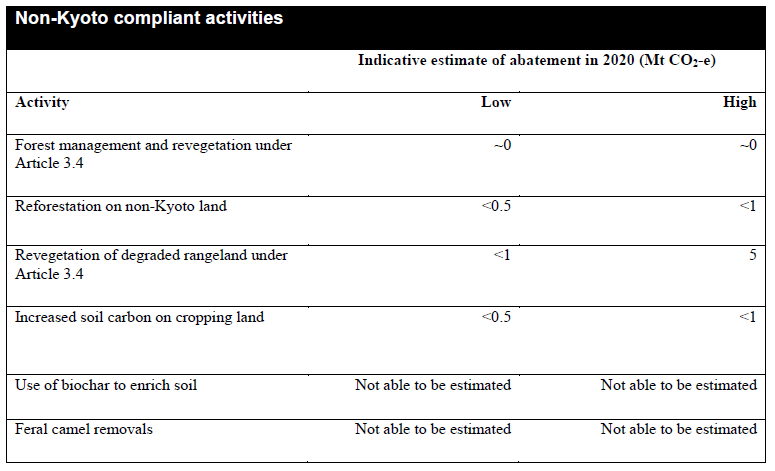 Non-Kyoto compliant activities
Indicative estimate of abatement in 2020 (Mt CO₂-e)
Activity Low High
Forest management and revegetation under ~0 ~0
Article 3.4
Reforestation on non-Kyoto land <0.5 <1
Revegetation of degraded rangeland under <1 5
Article 3.4
Increased soil carbon on cropping land <0.5 <1
Use of biochar to enrich soil Not able to be estimated Not able to be estimated
Feral camel removals Not able to be estimated Not able to be estimated